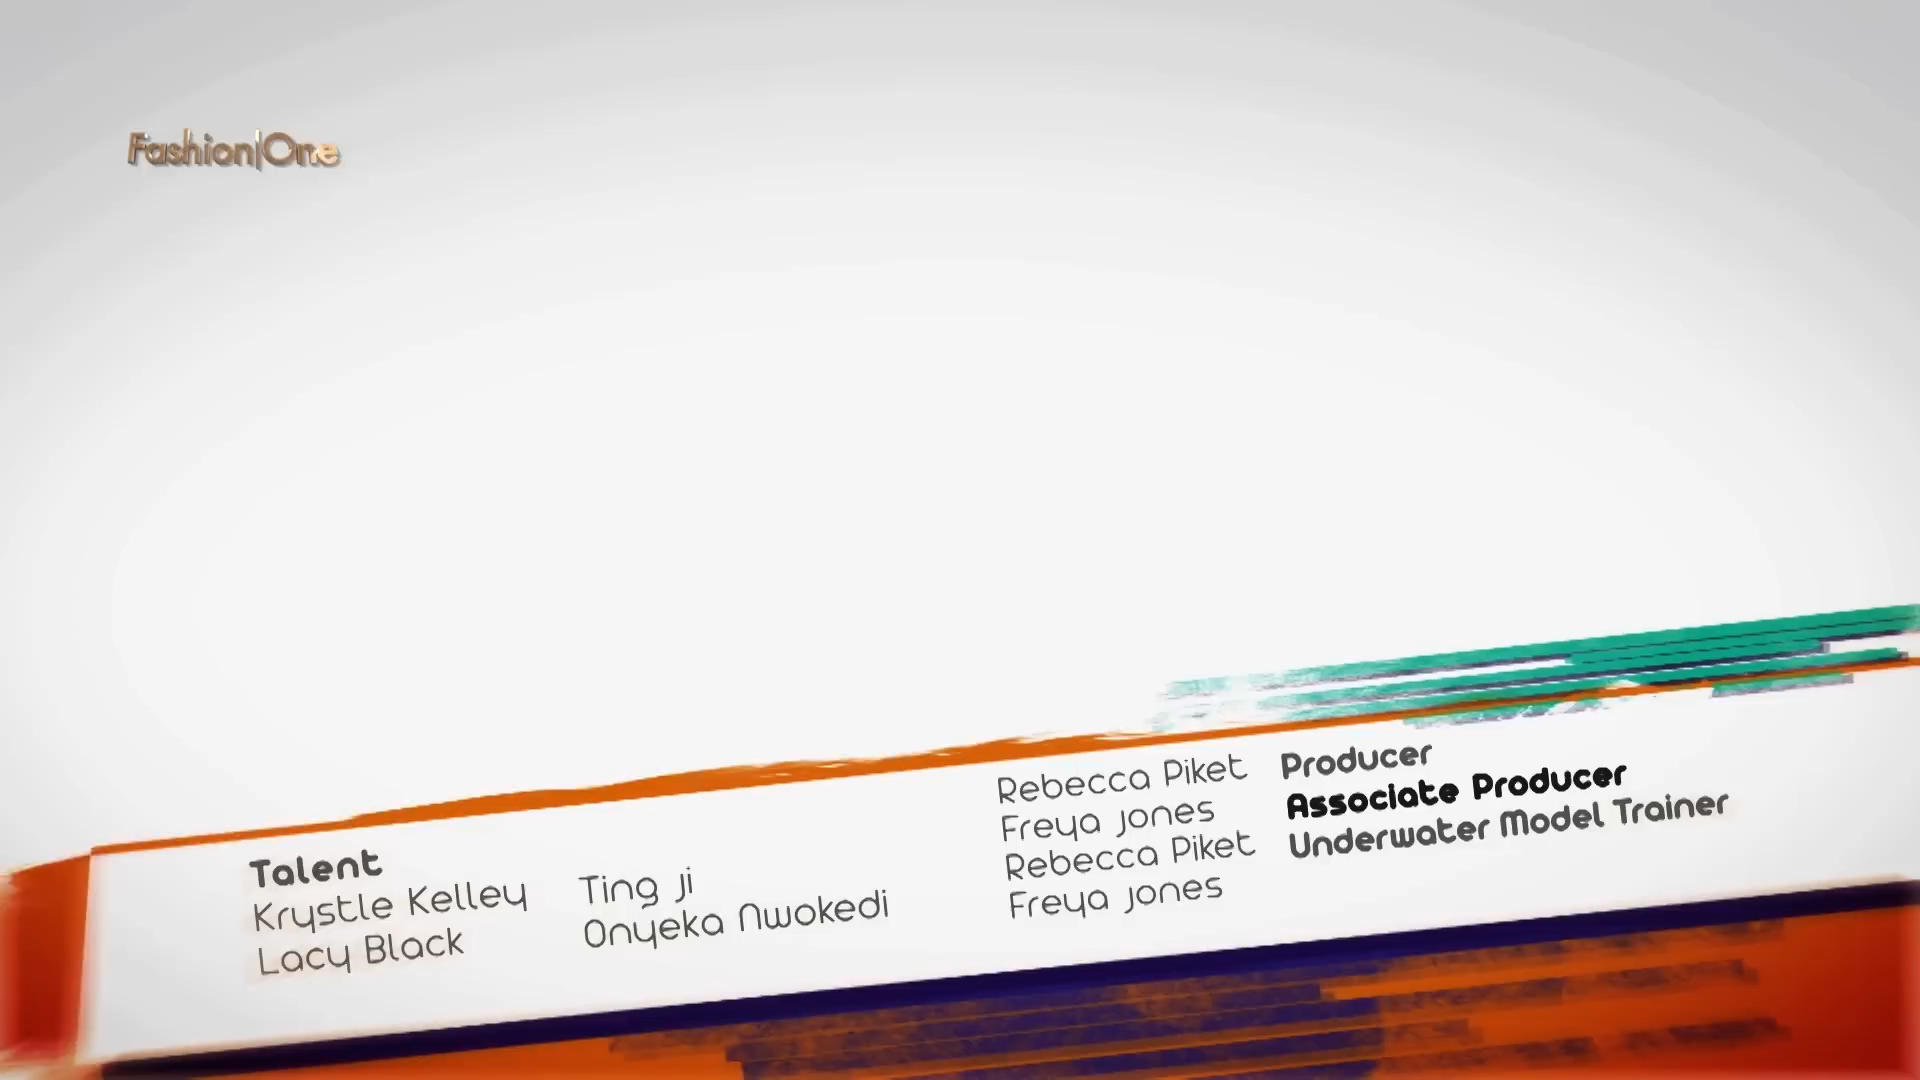 Fashion|One
Talent
Krystle Kelley
Lacy Black
Ting Ji
Onyeka Nwokedi
Rebecca Piket Producer
Freya Jones Associate Producer
Rebecca Piket Underwater Model Trainer
Freya Jones